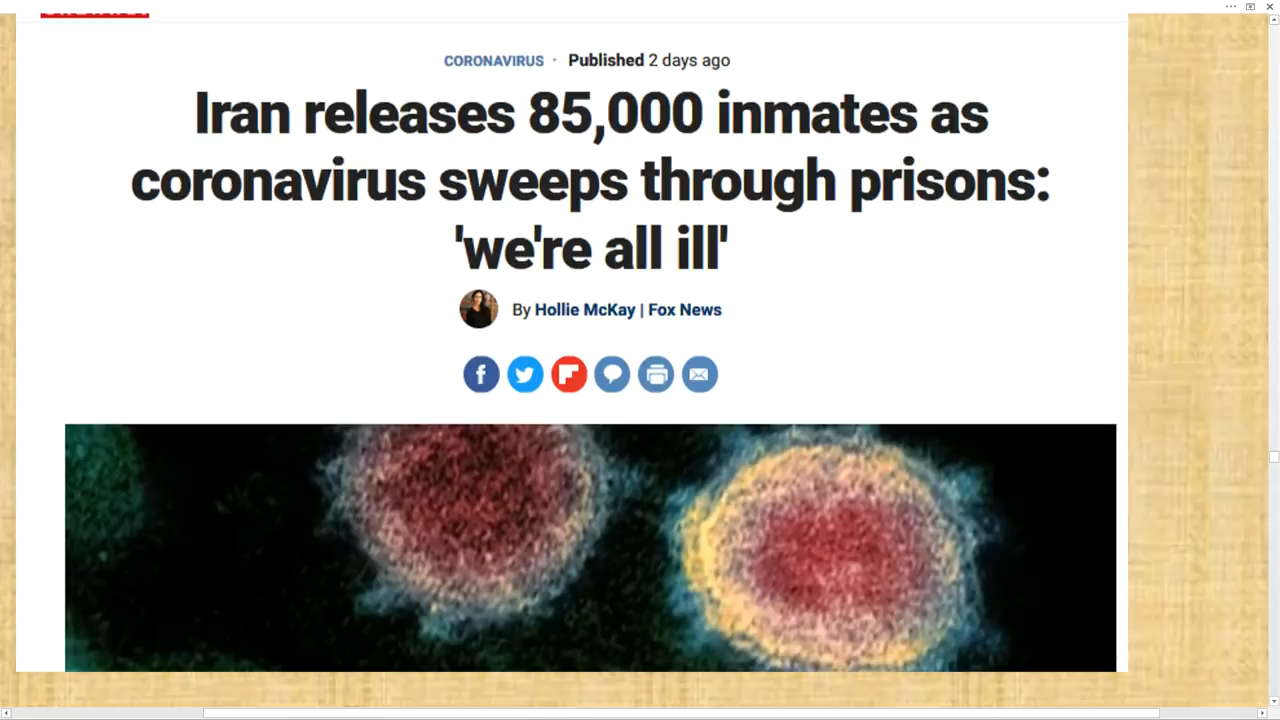 CORONAVIRUS · Published 2 days ago
Iran releases 85,000 inmates as
coronavirus sweeps through prisons:
'we're all ill'
By Hollie McKay | Fox News